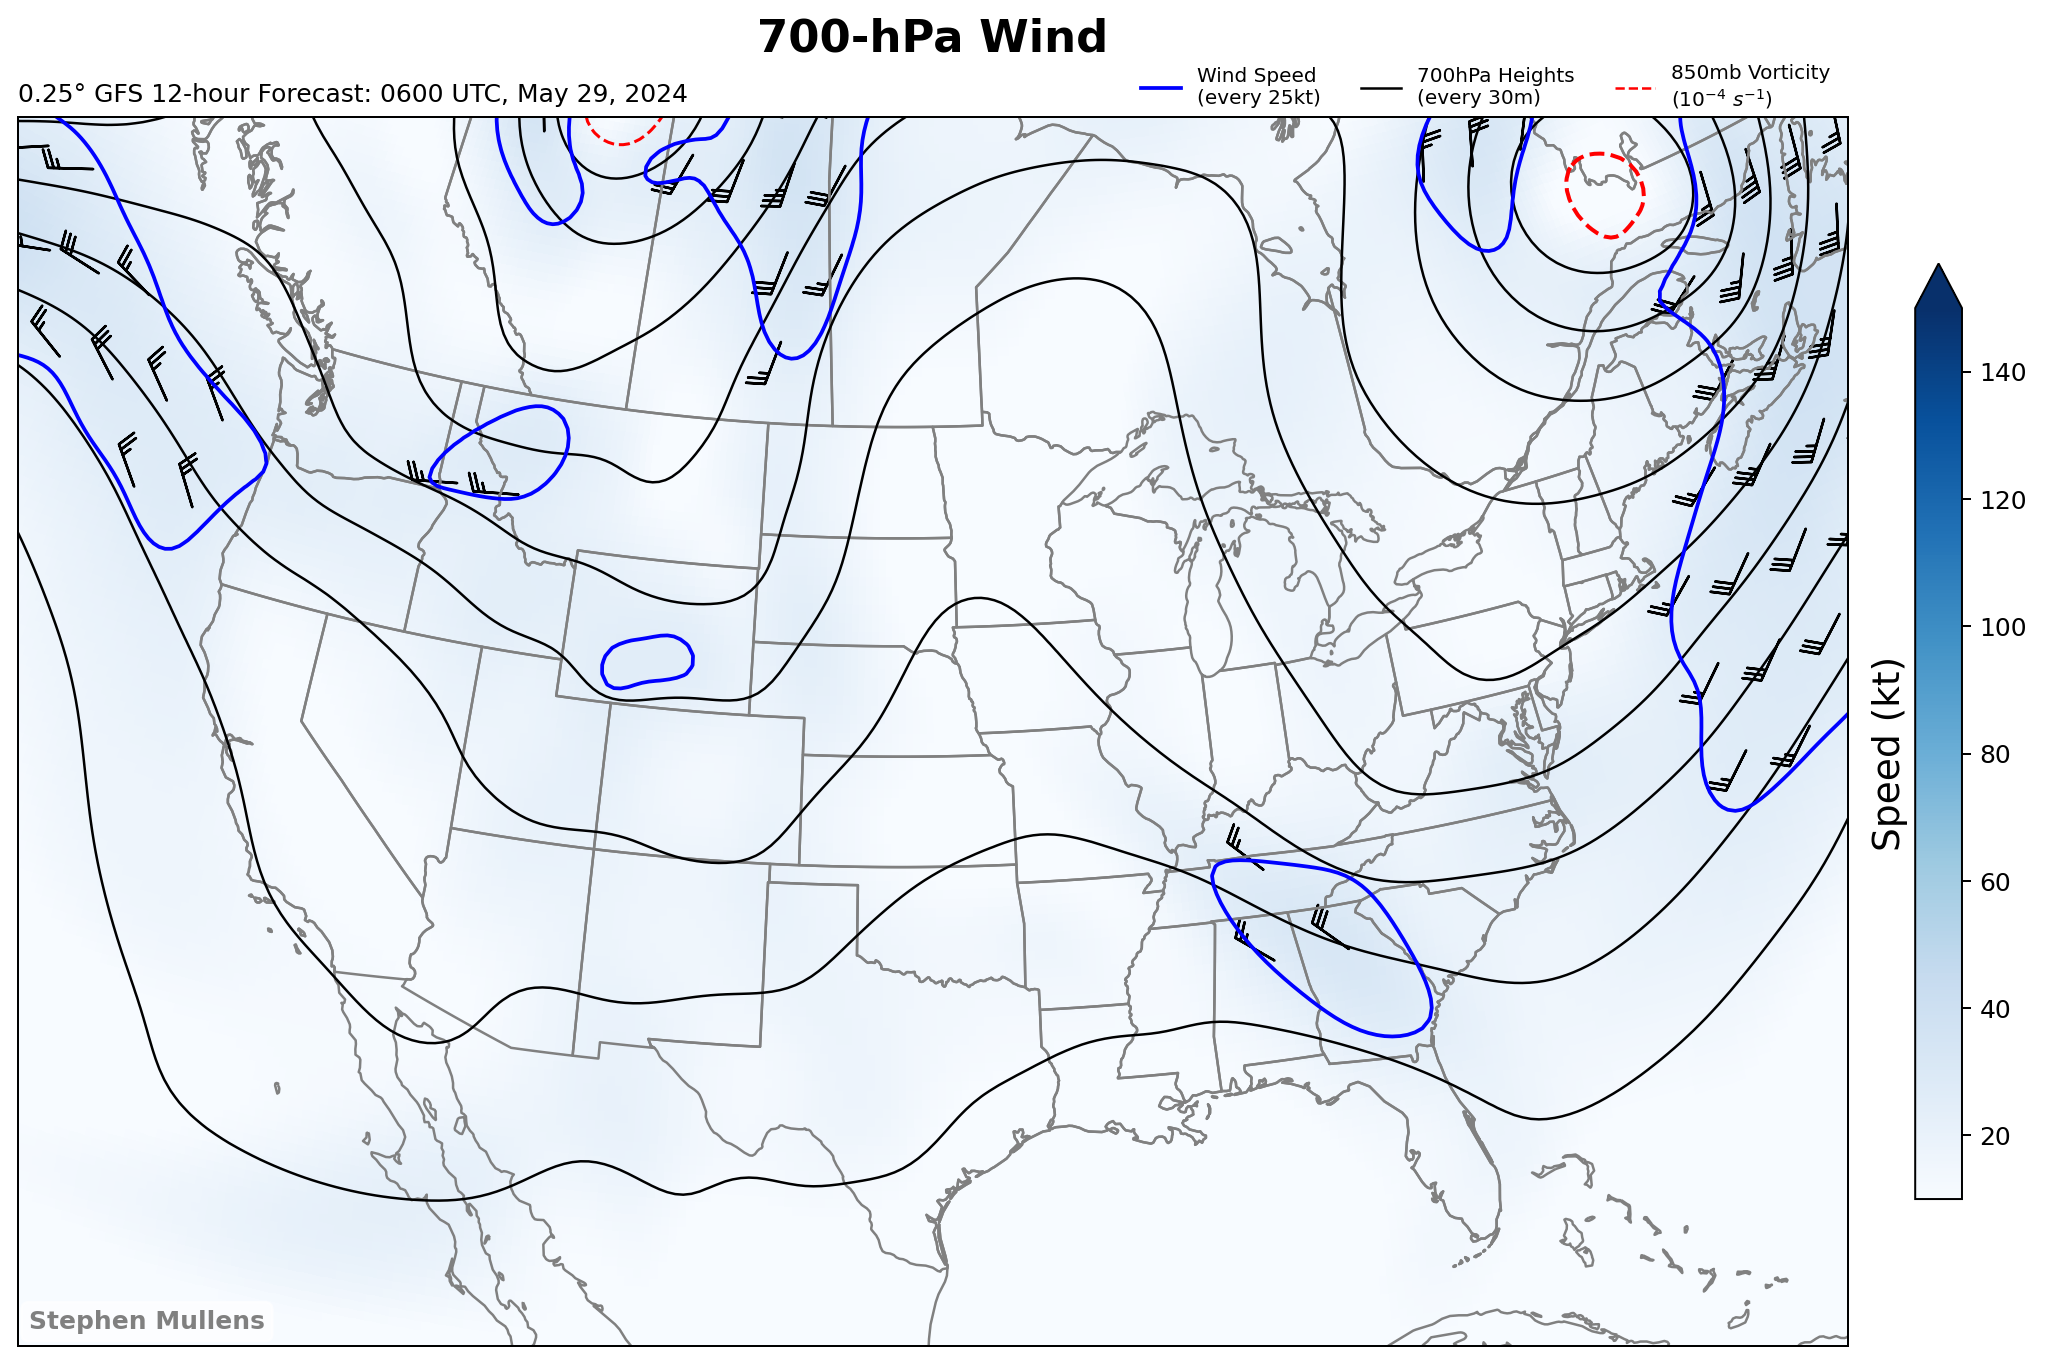 700-hPa Wind
0.25° GFS 12-hour Forecast: 0600 UTC, May 29, 2024
Wind Speed
(every 25kt)
700hPa Heights
(every 30m)
850mb Vorticity
(10⁻⁴ s⁻¹)
140
120
100
80
60
40
20
Speed (kt)
Stephen Mullens